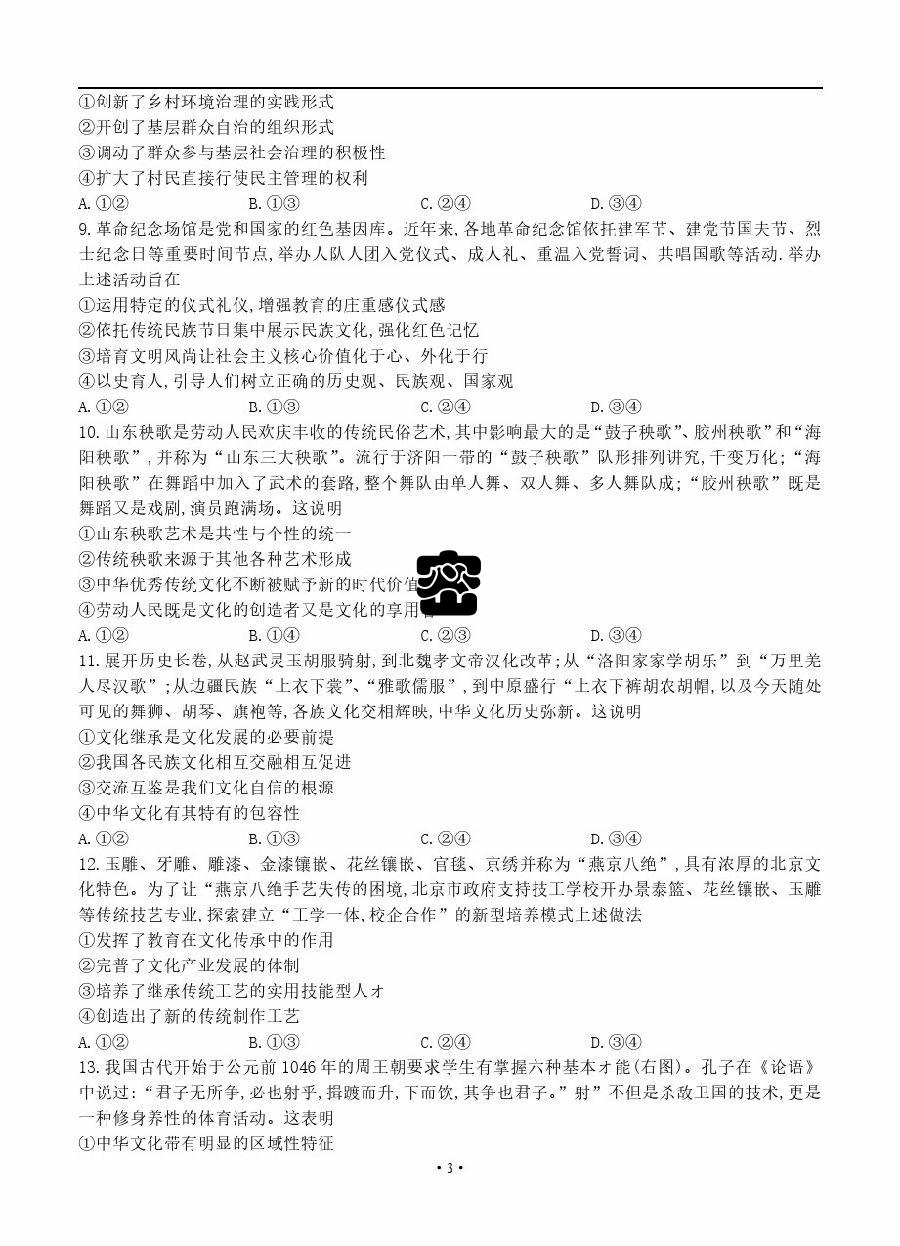 ①创新了乡村环境治理的实践形式
②开创了基层群众自治的组织形式
③调动了群众参与基层社会治理的积极性
④扩大了村民直接行使民主管理的权利
A.①② B.①③ C.②④ D.③④
9.革命纪念场馆是党和国家的红色基因库。近年来,各地革命纪念馆依托建军节、建党节国夫节、烈
士纪念日等重要时间节点,举办人队人团入党仪式、成人礼、重温入党誓词、共唱国歌等活动.举办
上述活动旨在
①运用特定的仪式礼仪,增强教育的庄重感仪式感
②依托传统民族节日集中展示民族文化,强化红色记忆
③培育文明风尚让社会主义核心价值化于心、外化于行
④以史育人,引导人们树立正确的历史观、民族观、国家观
A.①② B.①③ C.②④ D.③④
10.山东秧歌是劳动人民欢庆丰收的传统民俗艺术,其中影响最大的是“鼓子秧歌”、胶州秧歌”和“海
阳秧歌”,并称为“山东三大秧歌”。流行于济阳一带的“鼓子秧歌”队形排列讲究,千变万化;“海
阳秧歌”在舞蹈中加入了武术的套路,整个舞队由单人舞、双人舞、多人舞队成;“胶州秧歌”既是
舞蹈又是戏剧,演员跑满场。这说明
①山东秧歌艺术是共性与个性的统一
②传统秧歌来源于其他各种艺术形成
③中华优秀传统文化不断被赋予新的时代价值
④劳动人民既是文化的创造者又是文化的享用
A.①② B.①④ C.②③ D.③④
11.展开历史长卷,从赵武灵玉胡服骑射,到北魏孝文帝汉化改革;从“洛阳家家学胡乐”到“万里羌
人尽汉歌”;从边疆民族“上衣下裳”、“雅歌儒服”,到中原盛行“上衣下裤胡农胡帽,以及今天随处
可见的舞狮、胡琴、旗袍等,各族文化交相辉映,中华文化历史弥新。这说明
①文化继承是文化发展的必要前提
②我国各民族文化相互交融相互促进
③交流互鉴是我们文化自信的根源
④中华文化有其特有的包容性
A.①② B.①③ C.②④ D.③④
12.玉雕、牙雕、雕漆、金漆镶嵌、花丝镶嵌、官毯、京绣并称为“燕京八绝”,具有浓厚的北京文
化特色。为了让“燕京八绝手艺失传的困境,北京市政府支持技工学校开办景泰篮、花丝镶嵌、玉雕
等传统技艺专业,探索建立“工学一体,校企合作”的新型培养模式上述做法
①发挥了教育在文化传承中的作用
②完普了文化产业发展的体制
③培养了继承传统工艺的实用技能型人才
④创造出了新的传统制作工艺
A.①② B.①③ C.②④ D.③④
13.我国古代开始于公元前1046年的周王朝要求学生有掌握六种基本才能(右图)。孔子在《论语》
中说过:“君子无所争,必也射乎,揖踱而升,下而饮,其争也君子。”射”不但是杀敌工国的技术,更是
一种修身养性的体育活动。这表明
①中华文化带有明显的区域性特征
·3·